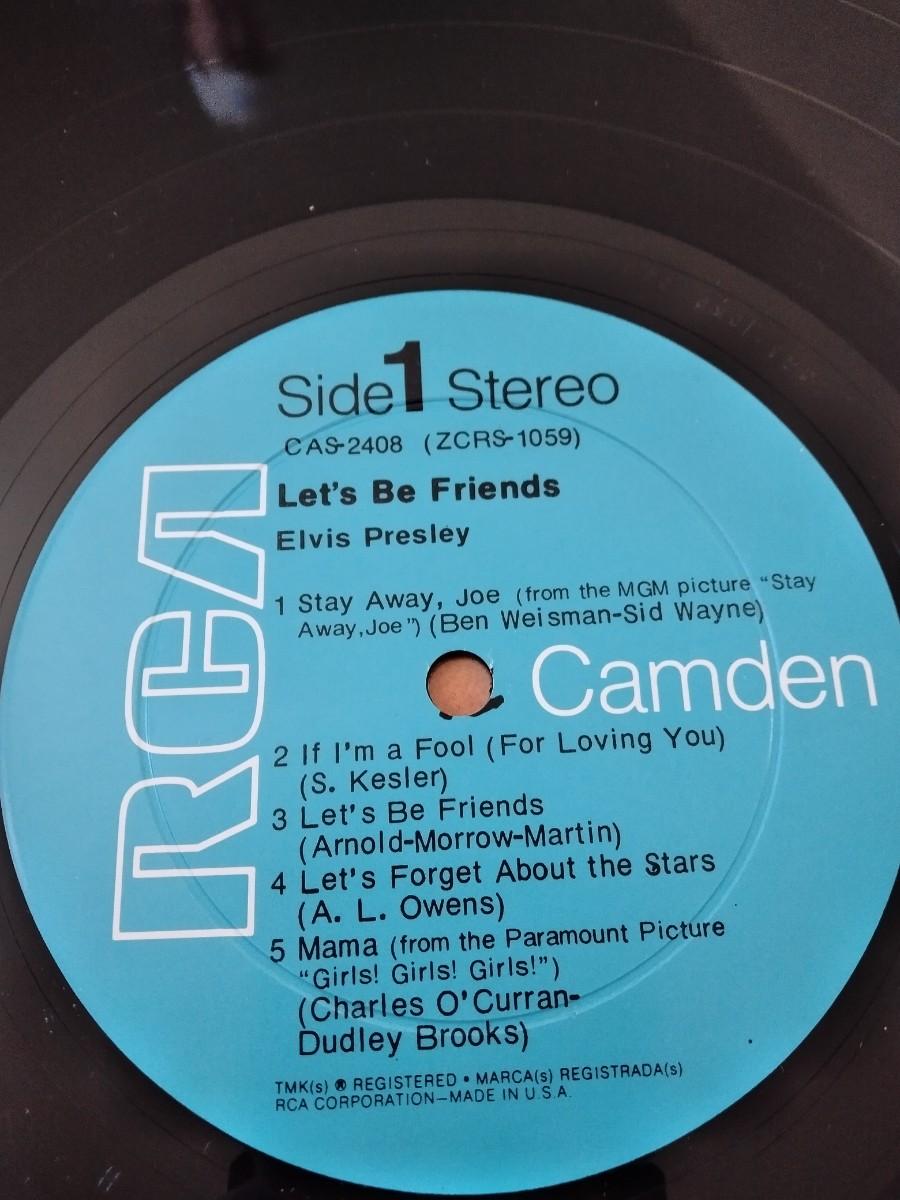 Side 1 Stereo
CAS-2408 (ZCRS-1059)
Let's Be Friends
Elvis Presley
1 Stay Away, Joe (from the MGM picture "Stay
Away, Joe") (Ben Weisman-Sid Wayne)
RCA
Camden
2 If I'm a Fool (For Loving You)
(S. Kesler)
3 Let's Be Friends
(Arnold-Morrow-Martin)
4 Let's Forget About the Stars
(A. L. Owens)
5 Mama (from the Paramount Picture
"Girls! Girls! Girls!")
(Charles O'Curran-
Dudley Brooks)
TMK(s) ® REGISTERED • MARCA(s) REGISTRADA(s)
RCA CORPORATION—MADE IN U.S.A.